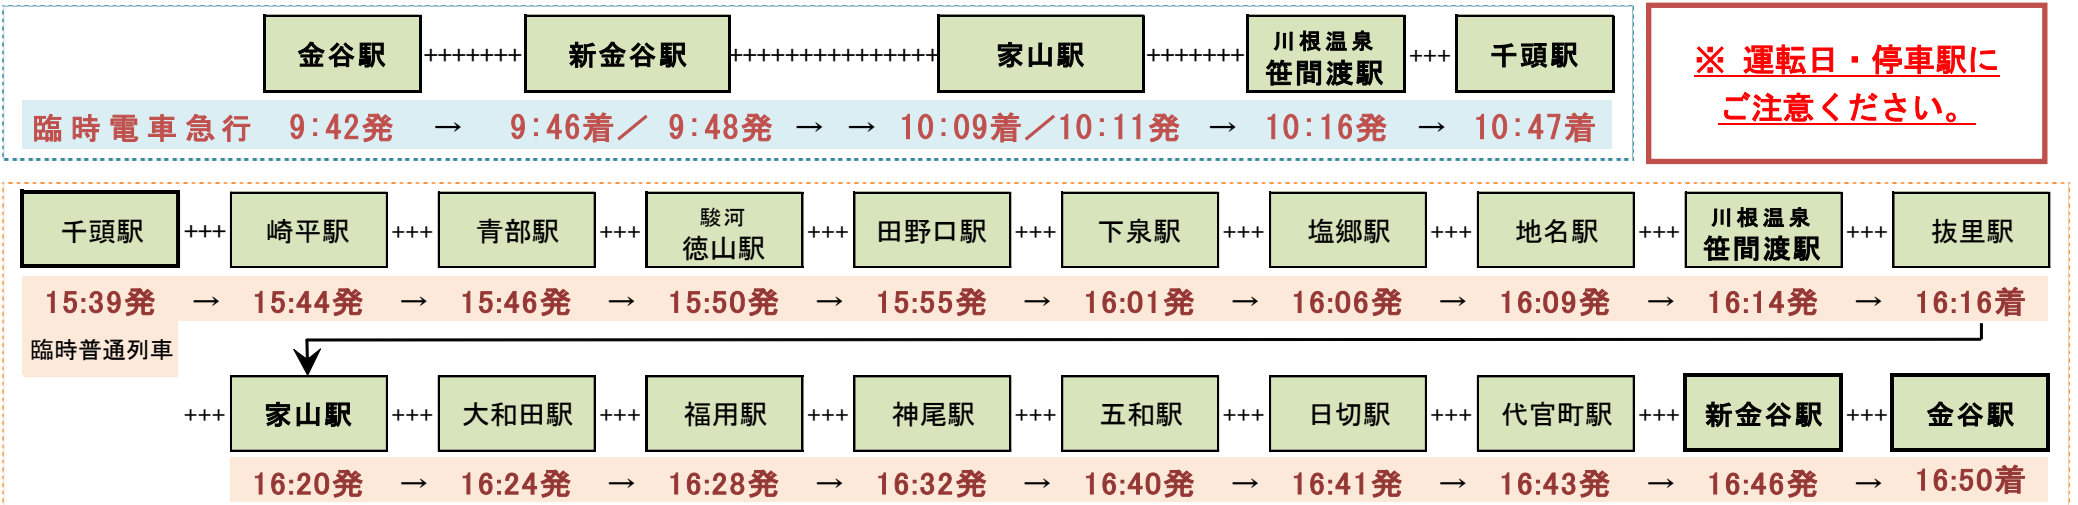 金谷駅 +++++++ 新金谷駅 +++++++++++++++ 家山駅 +++++++ 川根温泉笹間渡駅 +++ 千頭駅
臨時電車急行 9:42発 → 9:46着/ 9:48発 → → 10:09着/10:11発 → 10:16発 → 10:47着
※ 運転日・停車駅に
ご注意ください。
千頭駅 +++ 崎平駅 +++ 青部駅 +++ 駿河徳山駅 +++ 田野口駅 +++ 下泉駅 +++ 塩郷駅 +++ 地名駅 +++ 川根温泉笹間渡駅 +++ 抜里駅
15:39発 → 15:44発 → 15:46発 → 15:50発 → 15:55発 → 16:01発 → 16:06発 → 16:09発 → 16:14発 → 16:16着
臨時普通列車
+++ 家山駅 +++ 大和田駅 +++ 福用駅 +++ 神尾駅 +++ 五和駅 +++ 日切駅 +++ 代官町駅 +++ 新金谷駅 +++ 金谷駅
16:20発 → 16:24発 → 16:28発 → 16:32発 → 16:40発 → 16:41発 → 16:43発 → 16:46発 → 16:50着